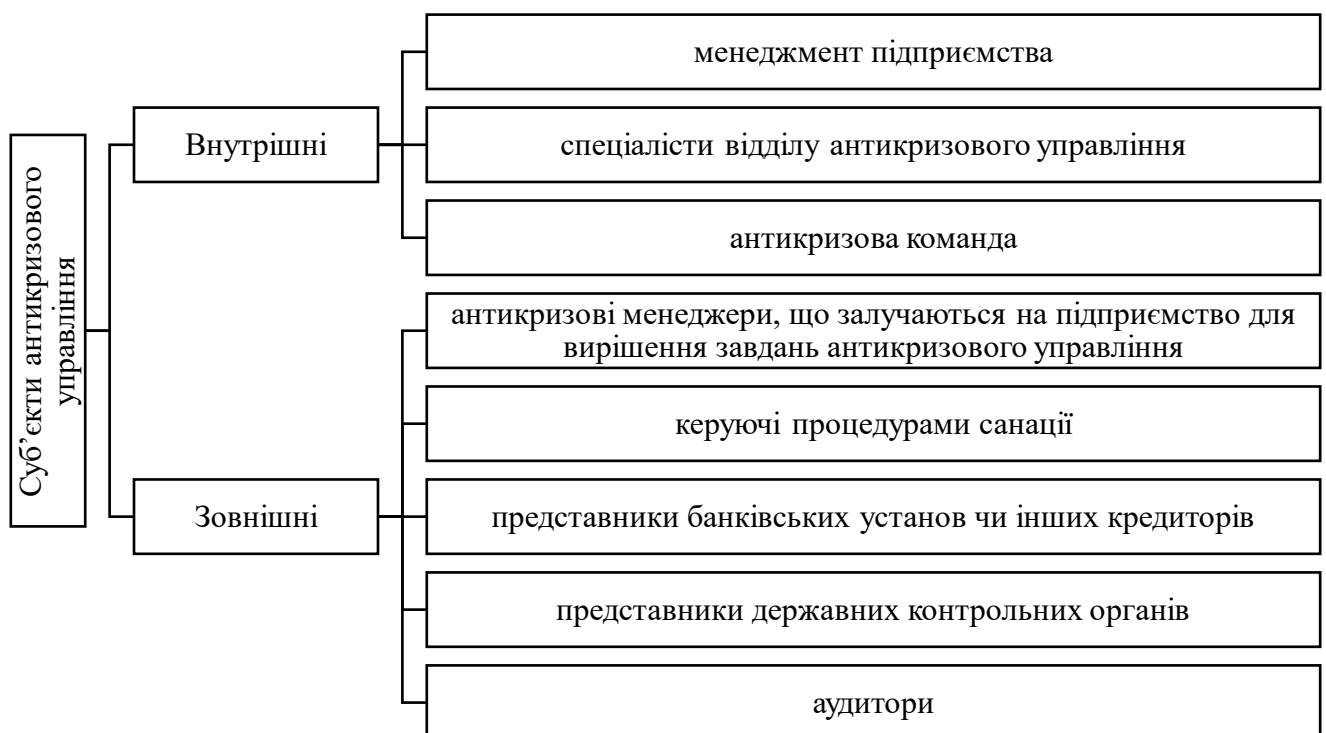 Суб’єкти антикризового
управління
Внутрішні
менеджмент підприємства
спеціалісти відділу антикризового управління
антикризова команда
Зовнішні
антикризові менеджери, що залучаються на підприємство для
вирішення завдань антикризового управління
керуючі процедурами санації
представники банківських установ чи інших кредиторів
представники державних контрольних органів
аудитори